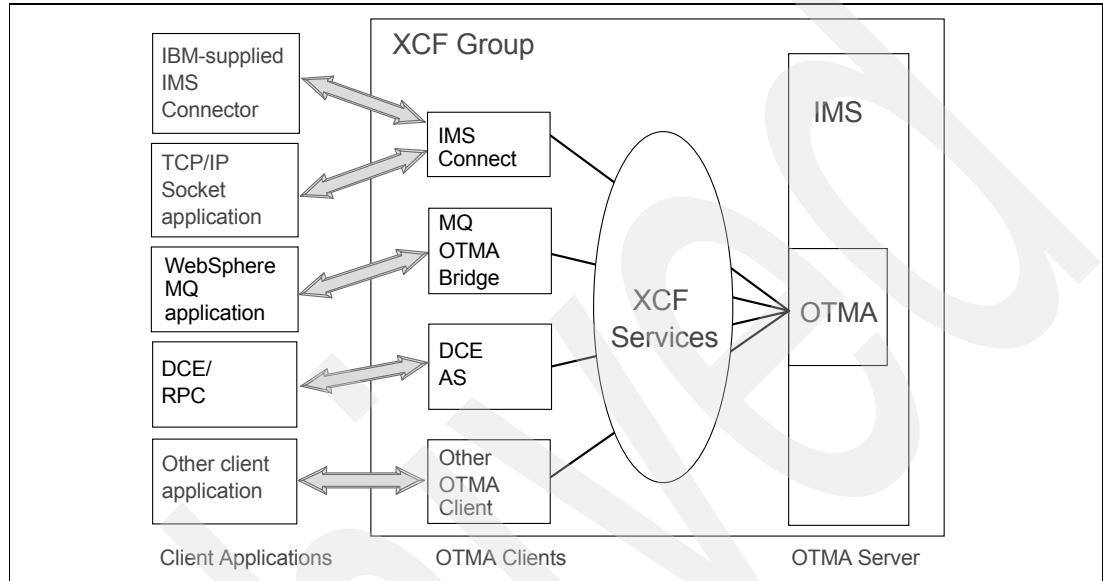 XCF Group
IBM-supplied
IMS
Connector
TCP/IP
Socket
application
WebSphere
MQ
application
DCE/
RPC
Other client
application
IMS
Connect
MQ
OTMA
Bridge
DCE
AS
Other
OTMA
Client
XCF
Services
IMS
OTMA
Client Applications
OTMA Clients
OTMA Server